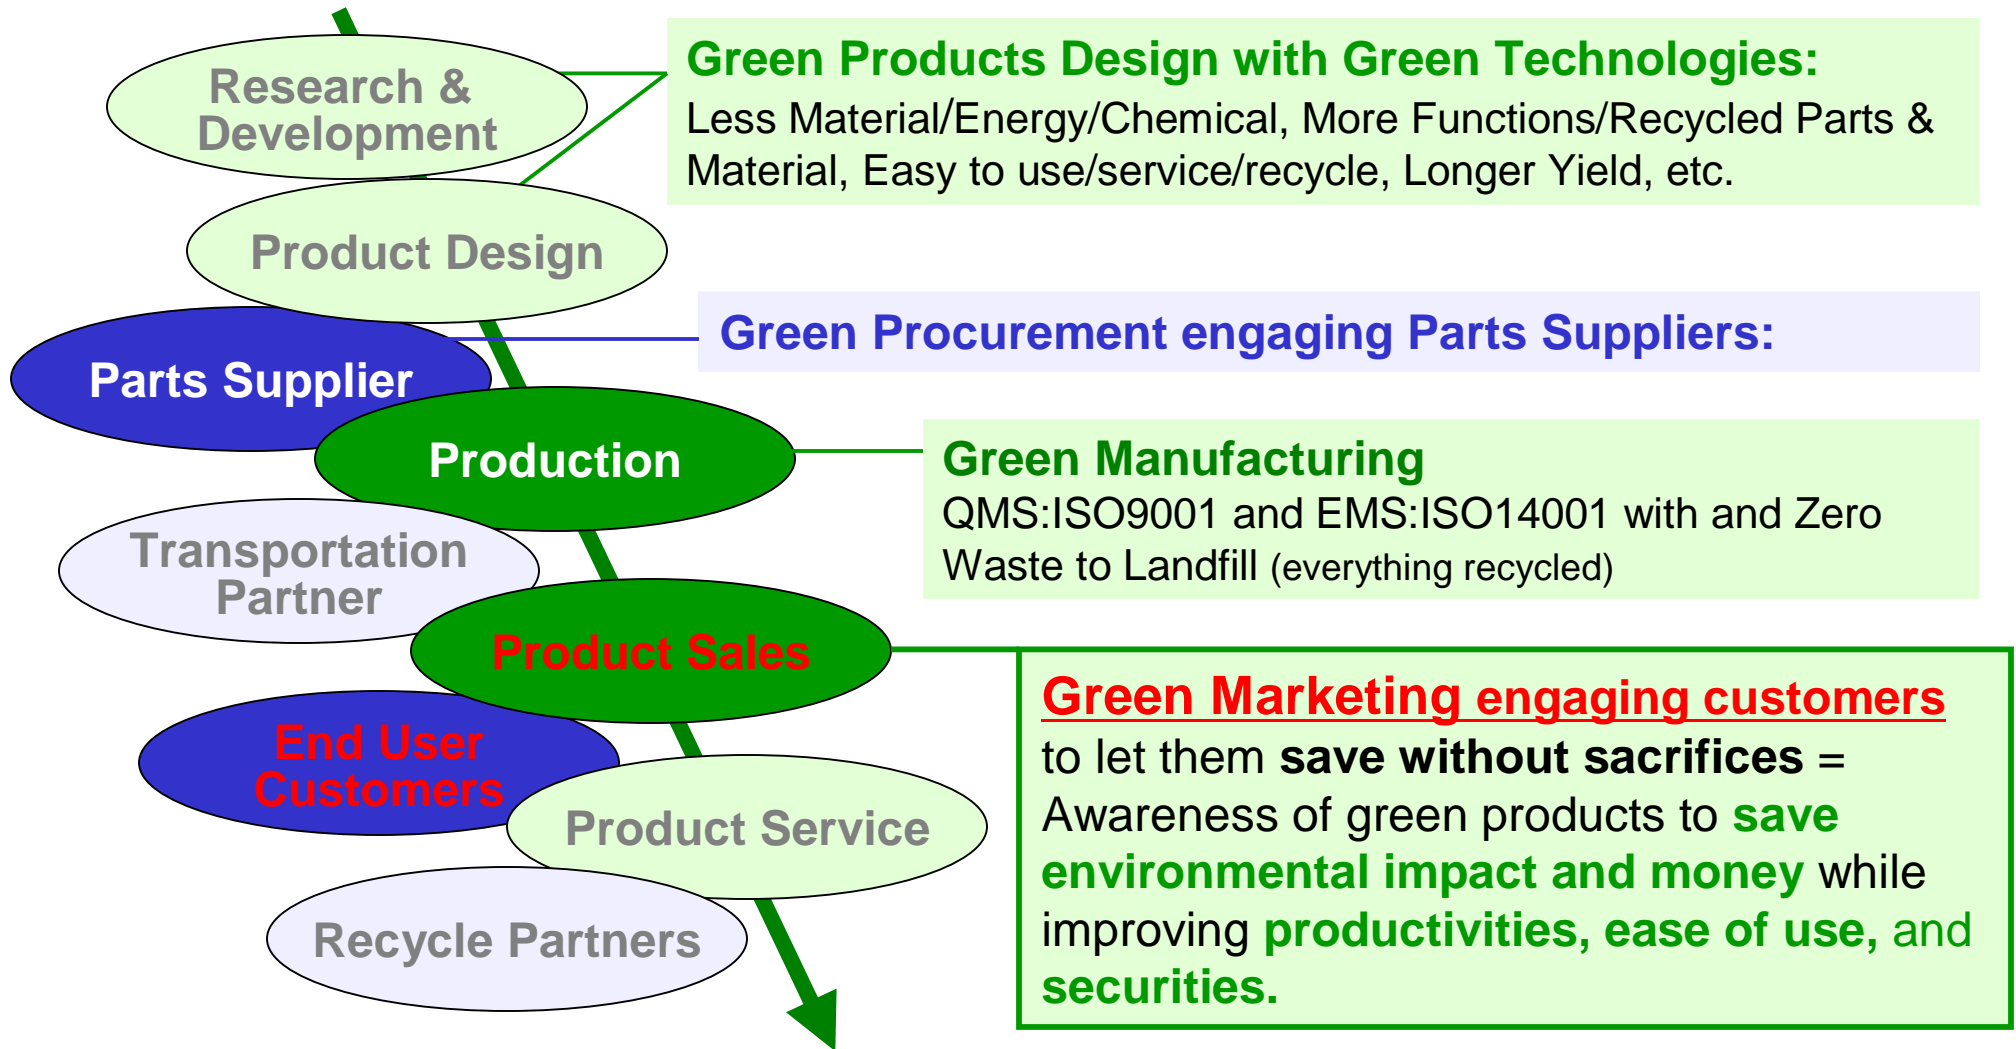 Research &
Development
Product Design
Parts Supplier
Production
Transportation
Partner
Product Sales
End User
Customers
Product Service
Recycle Partners
Green Products Design with Green Technologies:
Less Material/Energy/Chemical, More Functions/Recycled Parts &
Material, Easy to use/service/recycle, Longer Yield, etc.
Green Procurement engaging Parts Suppliers:
Green Manufacturing
QMS:ISO9001 and EMS:ISO14001 with and Zero
Waste to Landfill (everything recycled)
Green Marketing engaging customers
to let them save without sacrifices =
Awareness of green products to save
environmental impact and money while
improving productivities, ease of use, and
securities.